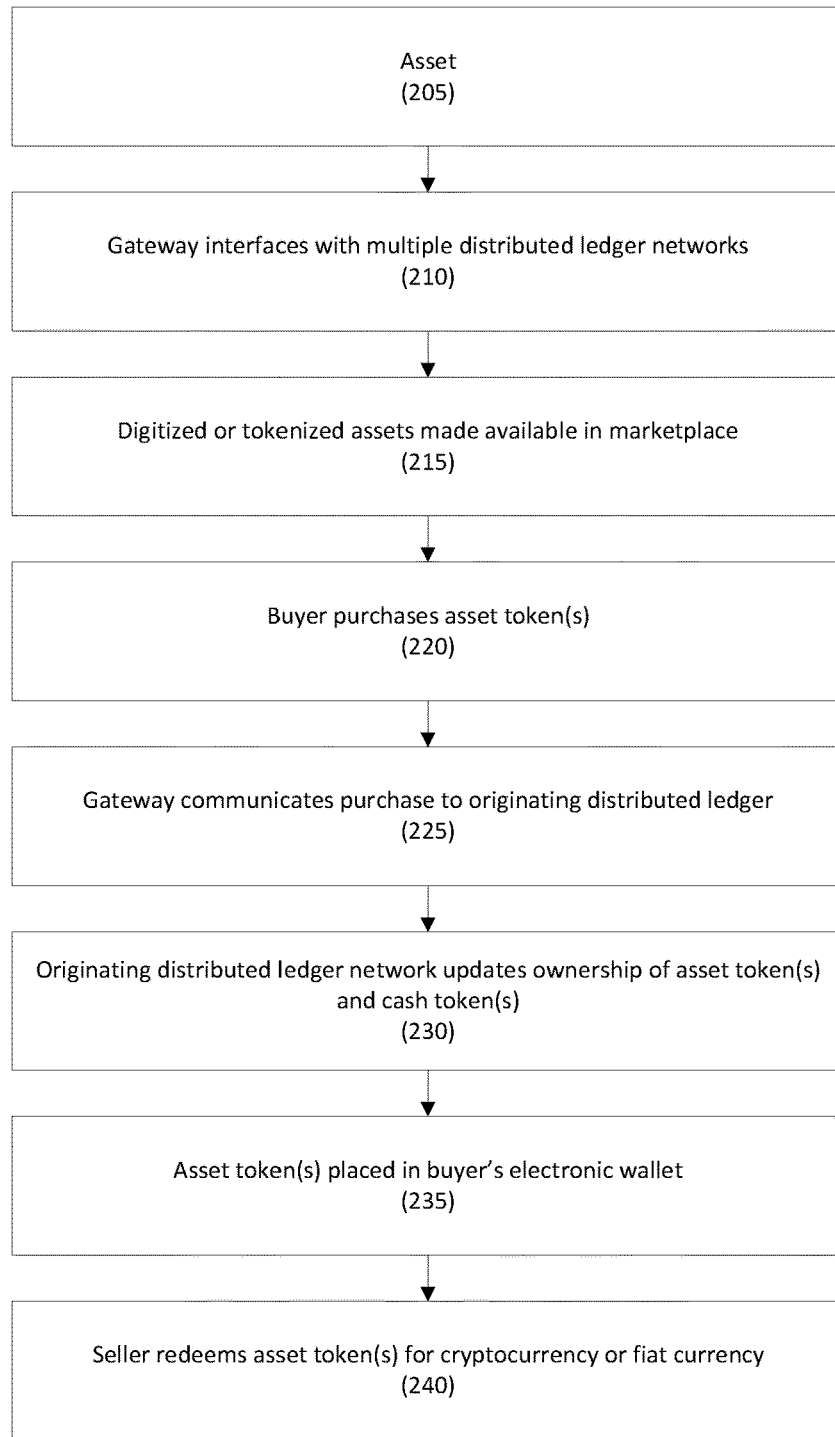 Asset
(205)
Gateway interfaces with multiple distributed ledger networks
(210)
Digitized or tokenized assets made available in marketplace
(215)
Buyer purchases asset token(s)
(220)
Gateway communicates purchase to originating distributed ledger
(225)
Originating distributed ledger network updates ownership of asset token(s)
and cash token(s)
(230)
Asset token(s) placed in buyer’s electronic wallet
(235)
Seller redeems asset token(s) for cryptocurrency or fiat currency
(240)